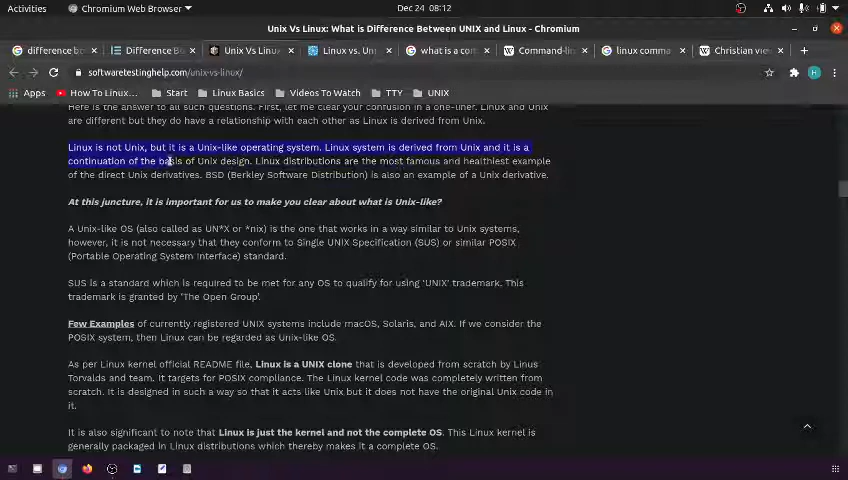 Activities
Chromium Web Browser
Dec 24 08:12
Unix Vs Linux: What is Difference Between UNIX and Linux - Chromium
difference be
Difference B
Unix Vs Lin
Linux vs. Un
what is a co
Command-lin
linux comma
Christian vie
softwaretestinghelp.com/unix-vs-linux/
H
Apps
How To Linux...
Start
Linux Basics
Videos To Watch
TTY
UNIX
Here is the answer to all such questions. First, let me clear your confusion in a one-liner. Linux and Unix
are different but they do have a relationship with each other as Linux is derived from Unix.
Linux is not Unix, but it is a Unix-like operating system. Linux system is derived from Unix and it is a
continuation of the basis of Unix design. Linux distributions are the most famous and healthiest example
of the direct Unix derivatives. BSD (Berkley Software Distribution) is also an example of a Unix derivative.
At this juncture, it is important for us to make you clear about what is Unix-like?
A Unix-like OS (also called as UN*X or *nix) is the one that works in a way similar to Unix systems,
however, it is not necessary that they conform to Single UNIX Specification (SUS) or similar POSIX
(Portable Operating System Interface) standard.
SUS is a standard which is required to be met for any OS to qualify for using 'UNIX' trademark. This
trademark is granted by 'The Open Group'.
Few Examples of currently registered UNIX systems include macOS, Solaris, and AIX. If we consider the
POSIX system, then Linux can be regarded as Unix-like OS.
As per Linux kernel official README file, Linux is a UNIX clone that is developed from scratch by Linus
Torvalds and team. It targets for POSIX compliance. The Linux kernel code was completely written from
scratch. It is designed in such a way so that it acts like Unix but it does not have the original Unix code in
it.
It is also significant to note that Linux is just the kernel and not the complete OS. This Linux kernel is
generally packaged in Linux distributions which thereby makes it a complete OS.